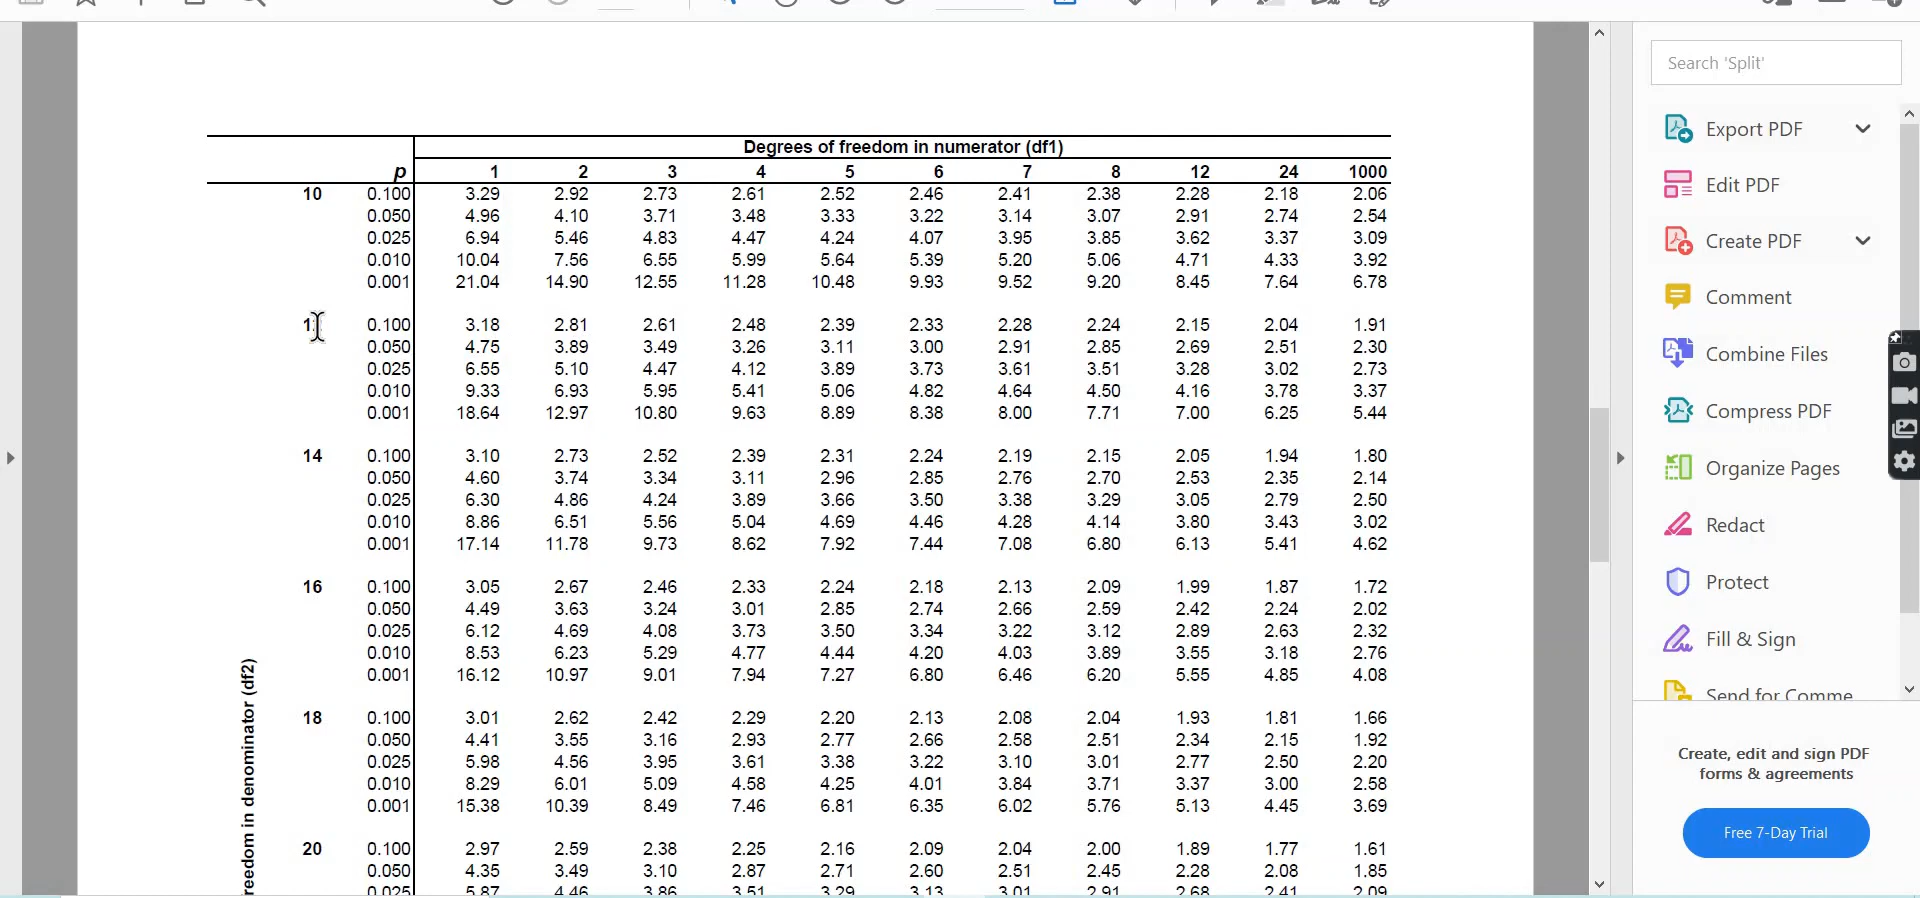 Degrees of freedom in numerator (df1)
p 1 2 3 4 5 6 7 8 12 24 1000
10 0.100 3.29 2.92 2.73 2.61 2.52 2.46 2.41 2.38 2.28 2.18 2.06
0.050 4.96 4.10 3.71 3.48 3.33 3.22 3.14 3.07 2.91 2.74 2.54
0.025 6.94 5.46 4.83 4.47 4.24 4.07 3.95 3.85 3.62 3.37 3.09
0.010 10.04 7.56 6.55 5.99 5.64 5.39 5.20 5.06 4.71 4.33 3.92
0.001 21.04 14.90 12.55 11.28 10.48 9.93 9.52 9.20 8.45 7.64 6.78
0.100 3.18 2.81 2.61 2.48 2.39 2.33 2.28 2.24 2.15 2.04 1.91
0.050 4.75 3.89 3.49 3.26 3.11 3.00 2.91 2.85 2.69 2.51 2.30
0.025 6.55 5.10 4.47 4.12 3.89 3.73 3.61 3.51 3.28 3.02 2.73
0.010 9.33 6.93 5.95 5.41 5.06 4.82 4.64 4.50 4.16 3.78 3.37
0.001 18.64 12.97 10.80 9.63 8.89 8.38 8.00 7.71 7.00 6.25 5.44
14 0.100 3.10 2.73 2.52 2.39 2.31 2.24 2.19 2.15 2.05 1.94 1.80
0.050 4.60 3.74 3.34 3.11 2.96 2.85 2.76 2.70 2.53 2.35 2.14
0.025 6.30 4.86 4.24 3.89 3.66 3.50 3.38 3.29 3.05 2.79 2.50
0.010 8.86 6.51 5.56 5.04 4.69 4.46 4.28 4.14 3.80 3.43 3.02
0.001 17.14 11.78 9.73 8.62 7.92 7.44 7.08 6.80 6.13 5.41 4.62
16 0.100 3.05 2.67 2.46 2.33 2.24 2.18 2.13 2.09 1.99 1.87 1.72
0.050 4.49 3.63 3.24 3.01 2.85 2.74 2.66 2.59 2.42 2.24 2.02
0.025 6.12 4.69 4.08 3.73 3.50 3.34 3.22 3.12 2.89 2.63 2.32
0.010 8.53 6.23 5.29 4.77 4.44 4.20 4.03 3.89 3.55 3.18 2.76
0.001 16.12 10.97 9.01 7.94 7.27 6.80 6.46 6.20 5.55 4.85 4.08
18 0.100 3.01 2.62 2.42 2.29 2.20 2.13 2.08 2.04 1.93 1.81 1.66
0.050 4.41 3.55 3.16 2.93 2.77 2.66 2.58 2.51 2.34 2.15 1.92
0.025 5.98 4.56 3.95 3.61 3.38 3.22 3.10 3.01 2.77 2.50 2.20
0.010 8.29 6.01 5.09 4.58 4.25 4.01 3.84 3.71 3.37 3.00 2.58
0.001 15.38 10.39 8.49 7.46 6.81 6.35 6.02 5.76 5.13 4.45 3.69
20 0.100 2.97 2.59 2.38 2.25 2.16 2.09 2.04 2.00 1.89 1.77 1.61
0.050 4.35 3.49 3.10 2.87 2.71 2.60 2.51 2.45 2.28 2.08 1.85
0.025 5.87 4.46 3.86 3.51 3.29 3.13 3.01 2.91 2.68 2.41 2.09
reedom in denominator (df2)
Search 'Split'
Export PDF
Edit PDF
Create PDF
Comment
Combine Files
Compress PDF
Organize Pages
Redact
Protect
Fill & Sign
Send for Comme
Create, edit and sign PDF
forms & agreements
Free 7-Day Trial